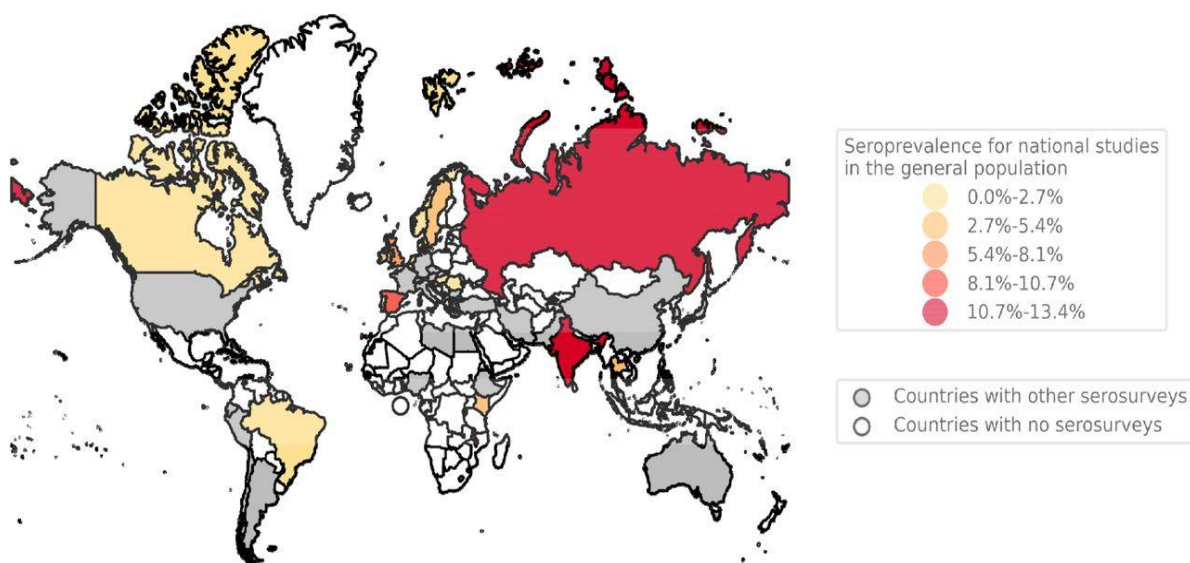 Seroprevalence for national studies
in the general population
0.0%-2.7%
2.7%-5.4%
5.4%-8.1%
8.1%-10.7%
10.7%-13.4%
Countries with other serosurveys
Countries with no serosurveys